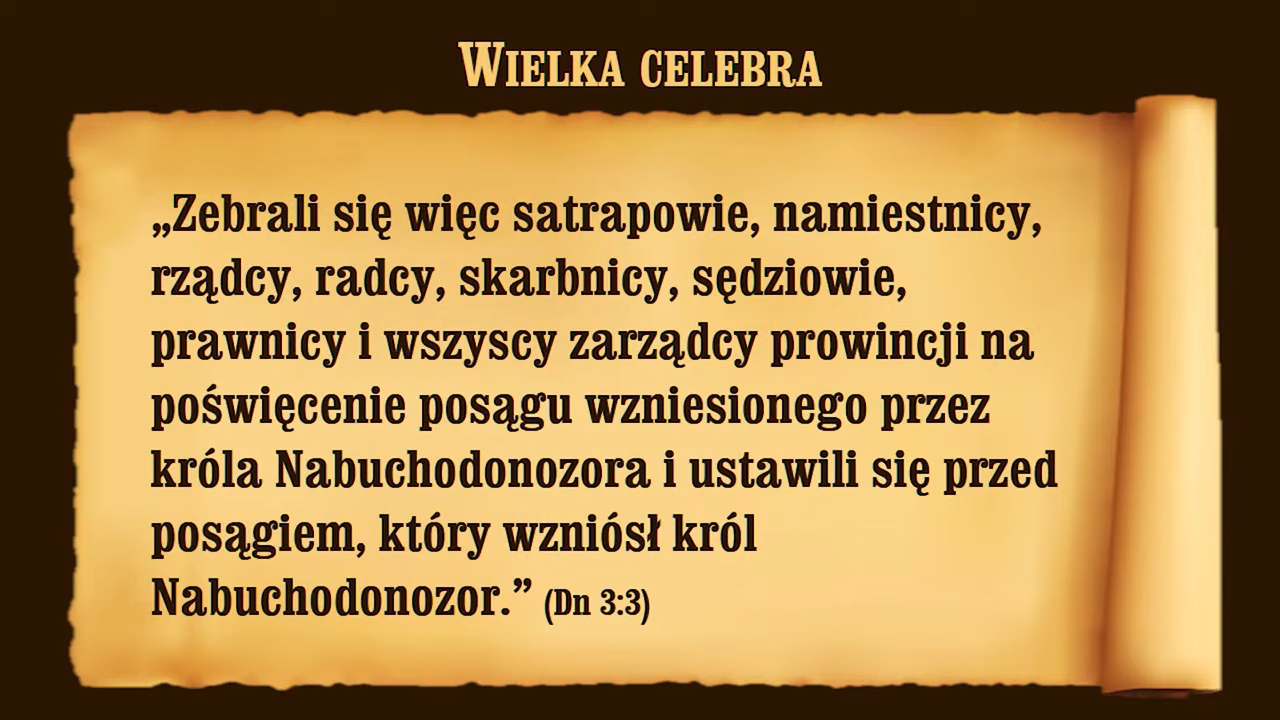 Wielka celebra
„Zebrali się więc satrapowie, namiestnicy,
rządcy, radcy, skarbnicy, sędziowie,
prawnicy i wszyscy zarządcy prowincji na
poświęcenie posągu wzniesionego przez
króla Nabuchodonozora i ustawili się przed
posągiem, który wzniósł król
Nabuchodonozor.” (Dn 3:3)